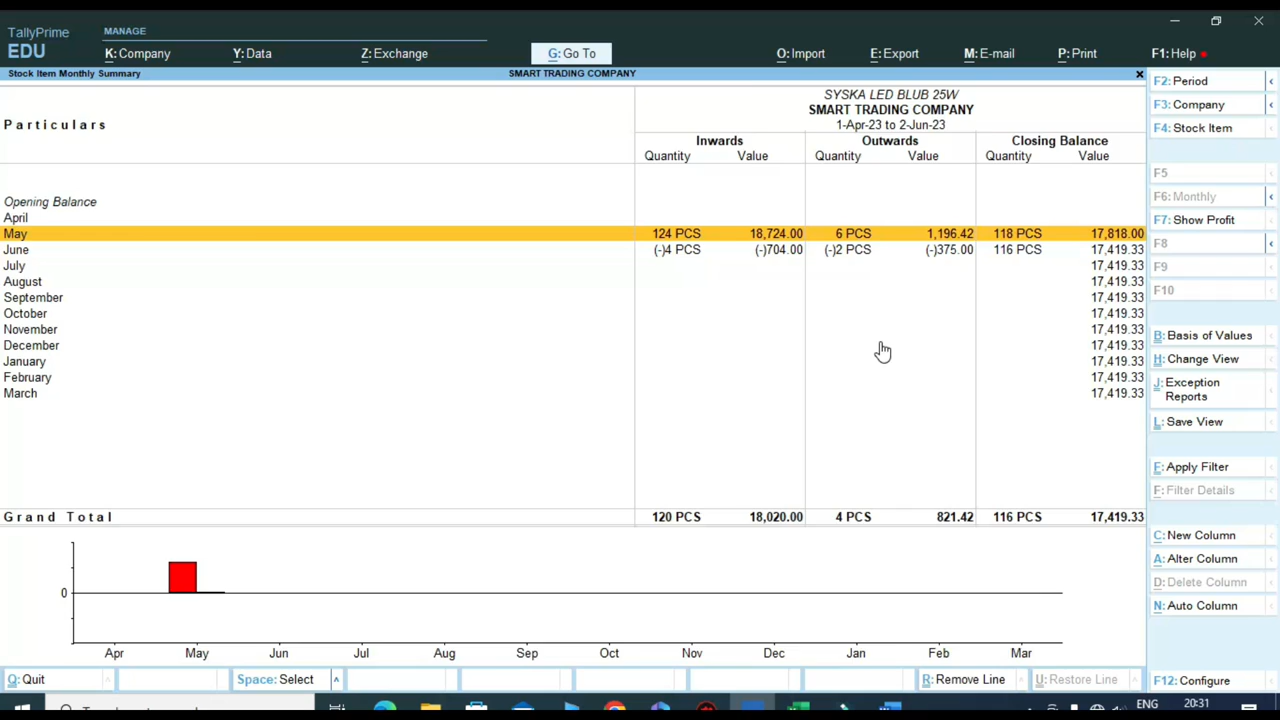 TallyPrime
EDU
MANAGE
K: Company
Y: Data
Z: Exchange
G: Go To
O: Import
E: Export
M: E-mail
P: Print
F1: Help
Stock Item Monthly Summary
SMART TRADING COMPANY
Particulars
SYSKA LED BLUB 25W
SMART TRADING COMPANY
1-Apr-23 to 2-Jun-23
Inwards Outwards Closing Balance
Quantity Value Quantity Value Quantity Value
Opening Balance
April
May 124 PCS 18,724.00 6 PCS 1,196.42 118 PCS 17,818.00
June (-)4 PCS (-)704.00 (-)2 PCS (-)375.00 116 PCS 17,419.33
July 17,419.33
August 17,419.33
September 17,419.33
October 17,419.33
November 17,419.33
December 17,419.33
January 17,419.33
February 17,419.33
March 17,419.33
Grand Total 120 PCS 18,020.00 4 PCS 821.42 116 PCS 17,419.33
0
Apr May Jun Jul Aug Sep Oct Nov Dec Jan Feb Mar
F2: Period
F3: Company
F4: Stock Item
F5
F6: Monthly
F7: Show Profit
F8
F9
F10
B: Basis of Values
H: Change View
J: Exception
Reports
L: Save View
F: Apply Filter
F: Filter Details
C: New Column
A: Alter Column
D: Delete Column
N: Auto Column
Q: Quit
Space: Select
R: Remove Line
U: Restore Line
F12: Configure
ENG
20:31